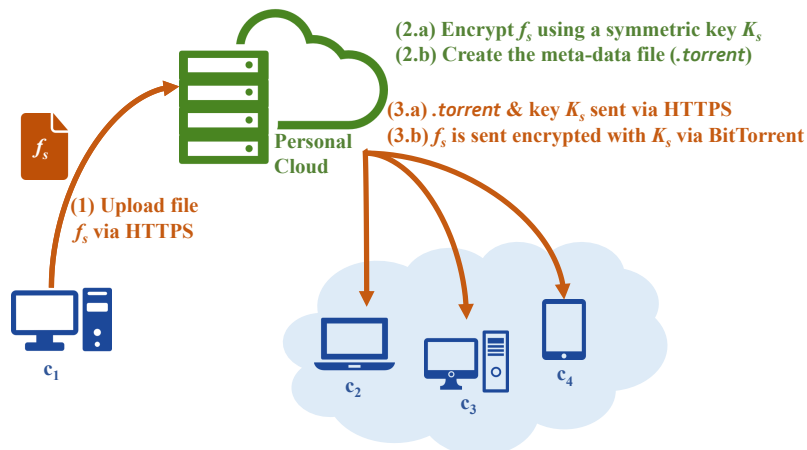 (2.a) Encrypt fₛ using a symmetric key Kₛ
(2.b) Create the meta-data file (.torrent)
(3.a) .torrent & key Kₛ sent via HTTPS
(3.b) fₛ is sent encrypted with Kₛ via BitTorrent
fₛ
Personal
Cloud
(1) Upload file
fₛ via HTTPS
c₁
c₂
c₃
c₄